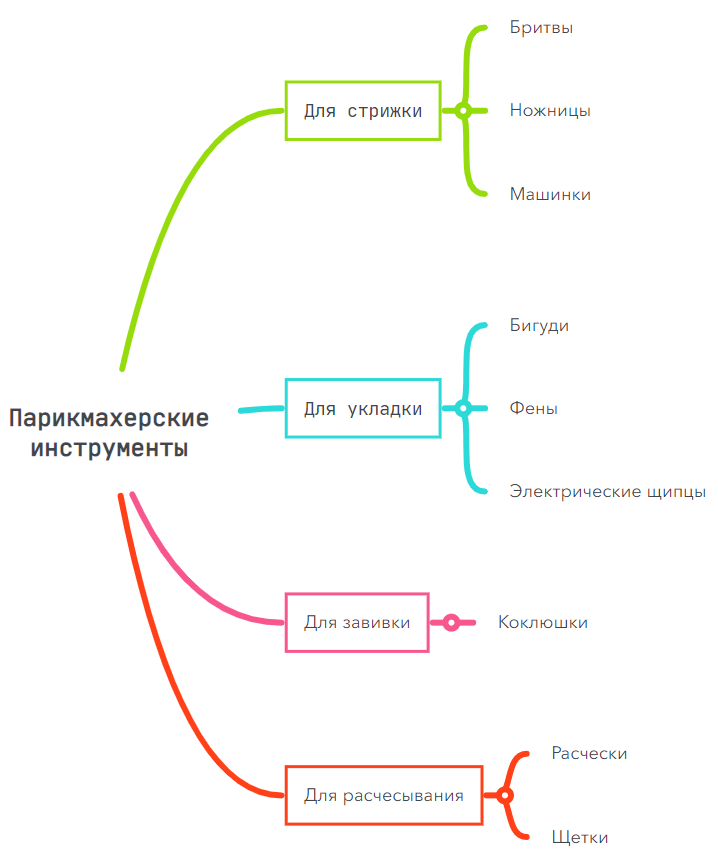 Парикмахерские
инструменты
Для стрижки
Бритвы
Ножницы
Машинки
Для укладки
Бигуди
Фены
Электрические щипцы
Для завивки
Коклюшки
Для расчесывания
Расчески
Щетки